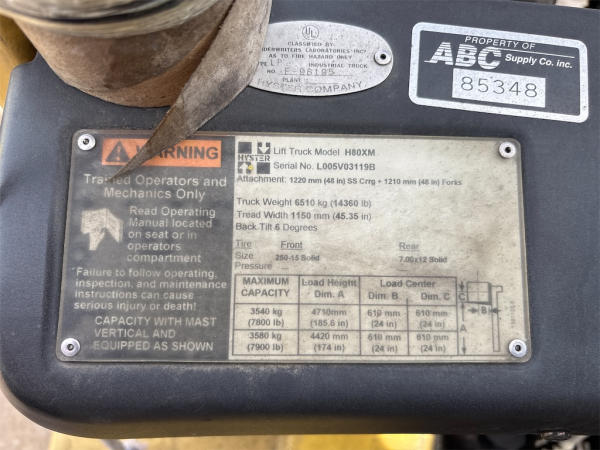 UL
CLASSIFIED BY
UNDERWRITERS LABORATORIES INC.
AS TO FIRE HAZARD ONLY
TYPE LP INDUSTRIAL TRUCK
NO.
PLANT
HYSTER COMPANY
PROPERTY OF
ABC Supply Co. inc.
85348
WARNING
Trained Operators and
Mechanics Only
Read Operating
Manual located
on seat or in
operators
compartment
Failure to follow operating,
inspection, and maintenance
instructions can cause
serious injury or death!
CAPACITY WITH MAST
VERTICAL AND
EQUIPPED AS SHOWN
HYSTER
Lift Truck Model H80XM
Serial No. L005V03119B
Attachment: 1220 mm (48 in) SS Crrg + 1210 mm (48 in) Forks
Truck Weight 6510 kg (14360 lb)
Tread Width 1150 mm (45.35 in)
Back Tilt 6 Degrees
Tire Front Rear
Size 250-15 Solid 7.00x12 Solid
Pressure
MAXIMUM CAPACITY Load Height Dim. A Load Center Dim. B Dim. C
3540 kg (7800 lb) 4710mm (185.6 in) 610 mm (24 in) 610 mm (24 in)
3580 kg (7900 lb) 4420 mm (174 in) 610 mm (24 in) 610 mm (24 in)
C
B
A